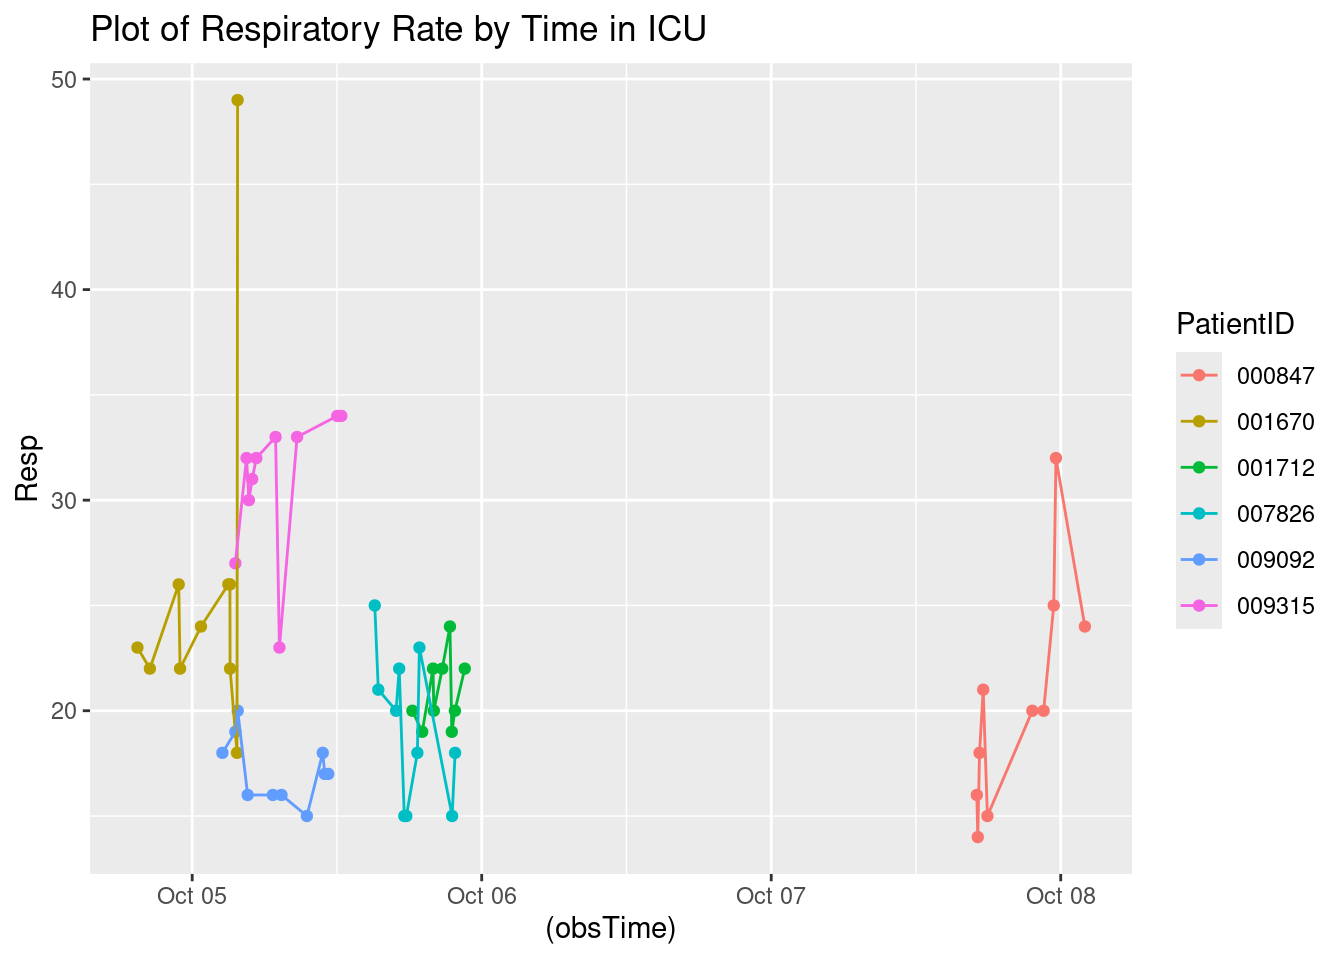 Plot of Respiratory Rate by Time in ICU
50
40
30
20
Resp
Oct 05
Oct 06
Oct 07
Oct 08
(obsTime)
PatientID
000847
001670
001712
007826
009092
009315